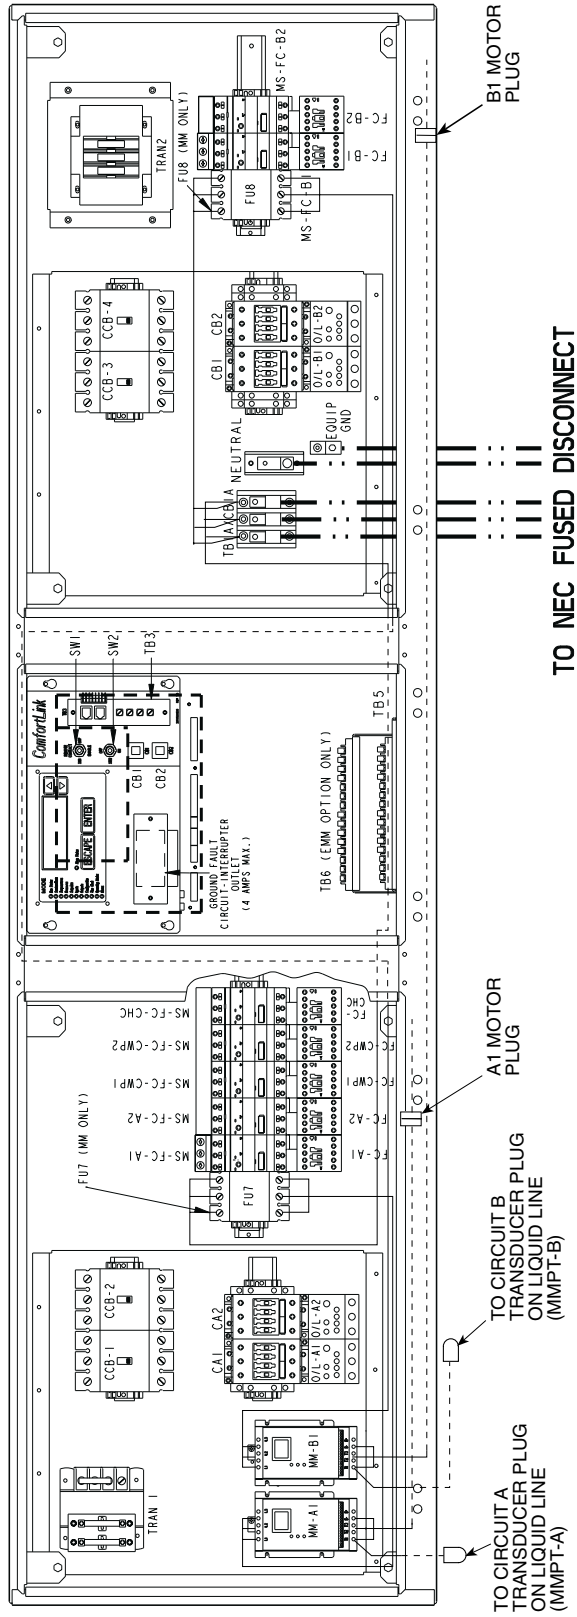 B1 MOTOR
PLUG
MS-FC-B2
TRAN2
FU8 (MM ONLY)
FC-B2
FC-B1
FU8
MS-FC-B1
CCB-4
CCB-3
CB2
CB1
O/L-B2
O/L-B1
NEUTRAL
EQUIP
GND
TB1A
TO NEC FUSED DISCONNECT
SW1
SW2
TB3
ComfortLink
MODE
ESCAPE
ENTER
CB1
CB2
GROUND FAULT
CIRCUIT-INTERRUPTER
OUTLET
(4 AMPS MAX.)
TB5
TB6 (EMM OPTION ONLY)
MS-FC-CHC
MS-FC-CWP2
MS-FC-CWP1
MS-FC-A2
MS-FC-A1
FC-
CHC
FC-CWP2
FC-CWP1
FC-A2
FC-A1
FU7 (MM ONLY)
FU7
A1 MOTOR
PLUG
CCB-2
CCB-1
CA2
CA1
O/L-A2
O/L-A1
TO CIRCUIT B
TRANSDUCER PLUG
ON LIQUID LINE
(MMPT-B)
TRAN 1
MM-B1
MM-A1
TO CIRCUIT A
TRANSDUCER PLUG
ON LIQUID LINE
(MMPT-A)